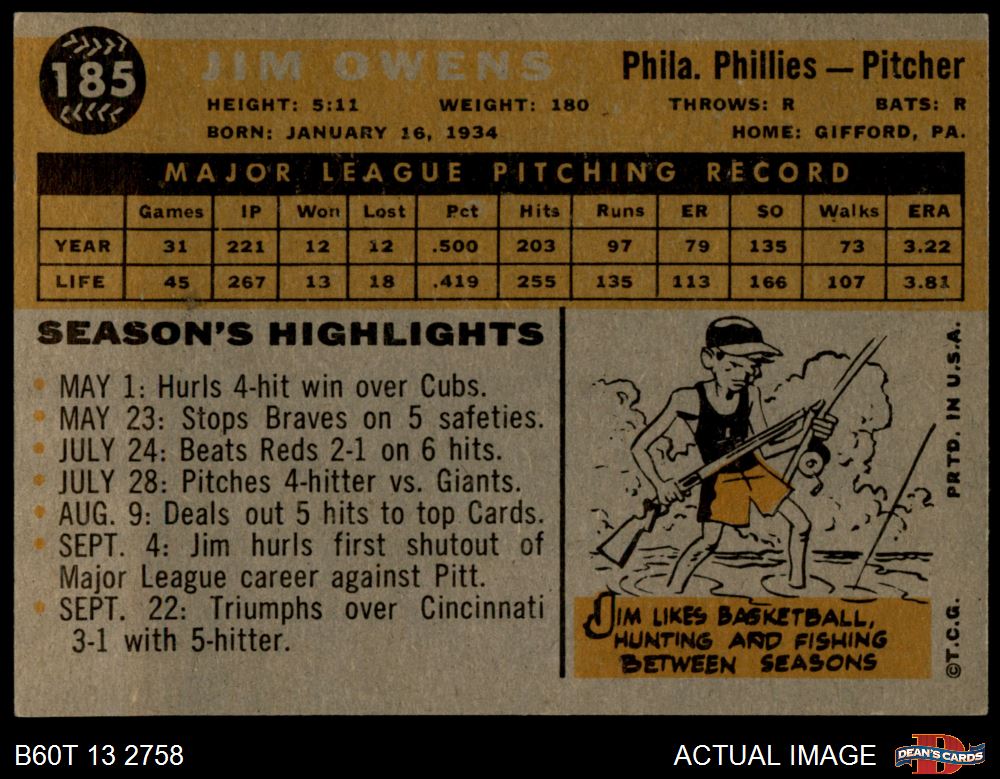 185
JIM OWENS
Phila. Phillies — Pitcher
HEIGHT: 5:11 WEIGHT: 180 THROWS: R BATS: R
BORN: JANUARY 16, 1934 HOME: GIFFORD, PA.
MAJOR LEAGUE PITCHING RECORD
Games IP Won Lost Pct Hits Runs ER SO Walks ERA
YEAR 31 221 12 12 .500 203 97 79 135 73 3.22
LIFE 45 267 13 18 .419 255 135 113 166 107 3.81
SEASON'S HIGHLIGHTS
• MAY 1: Hurls 4-hit win over Cubs.
• MAY 23: Stops Braves on 5 safeties.
• JULY 24: Beats Reds 2-1 on 6 hits.
• JULY 28: Pitches 4-hitter vs. Giants.
• AUG. 9: Deals out 5 hits to top Cards.
• SEPT. 4: Jim hurls first shutout of
Major League career against Pitt.
• SEPT. 22: Triumphs over Cincinnati
3-1 with 5-hitter.
JIM LIKES BASKETBALL,
HUNTING AND FISHING
BETWEEN SEASONS
©T.C.G. PRTD. IN U.S.A.
B60T 13 2758
ACTUAL IMAGE
D
DEAN'S CARDS